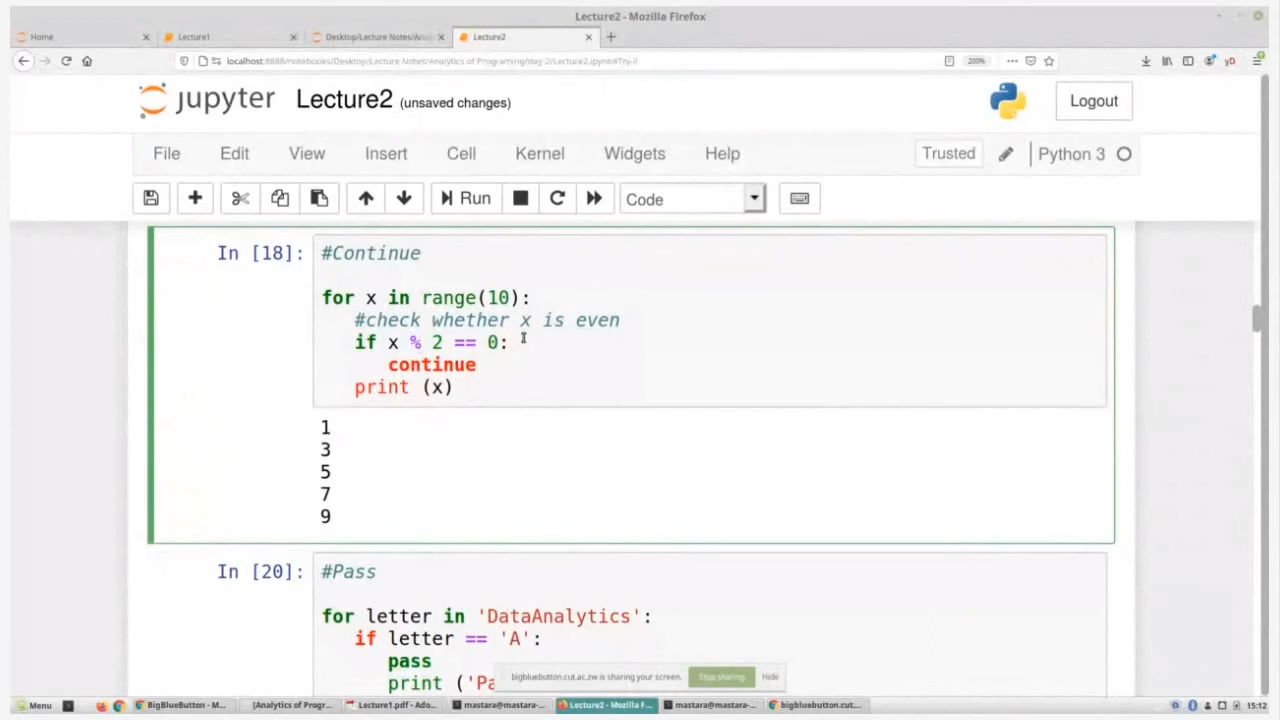 Lecture2 - Mozilla Firefox
Home
Lecture1
Desktop/Lecture Notes/Ana
Lecture2
localhost:8888/notebooks/Desktop/Lecture Notes/Analytics of Programing/day-2/Lecture2.ipynb#Try-if
200%
jupyter Lecture2 (unsaved changes)
Logout
File Edit View Insert Cell Kernel Widgets Help
Trusted
Python 3
Run
Code
In [18]: #Continue
for x in range(10):
#check whether x is even
if x % 2 == 0:
continue
print (x)
1
3
5
7
9
In [20]: #Pass
for letter in 'DataAnalytics':
if letter == 'A':
pass
print ('Pa
bigbluebutton.cut.ac.zw is sharing your screen.
Stop sharing
Hide
Menu
BigBlueButton - M...
[Analytics of Progr...
Lecture1.pdf - Ado...
mastara@mastara-...
Lecture2 - Mozilla F...
mastara@mastara-...
bigbluebutton.cut....
15:12